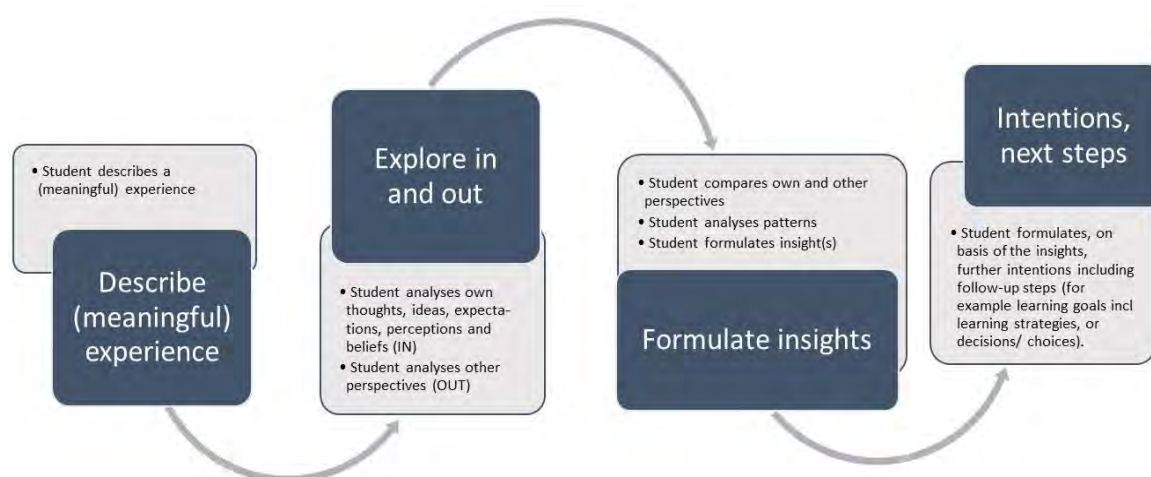 • Student describes a
(meaningful) experience
Describe
(meaningful)
experience
Explore in
and out
• Student analyses own
thoughts, ideas, expecta-
tions, perceptions and
beliefs (IN)
• Student analyses other
perspectives (OUT)
• Student compares own and other
perspectives
• Student analyses patterns
• Student formulates insight(s)
Formulate insights
Intentions,
next steps
• Student formulates, on
basis of the insights,
further intentions including
follow-up steps (for
example learning goals incl
learning strategies, or
decisions/ choices).